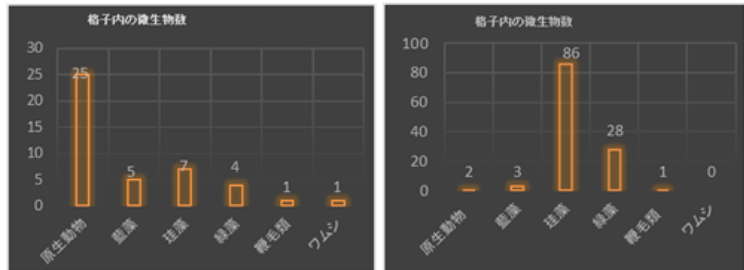 格子内の微生物数
30
25
20
15
10
5
0
25
5
7
4
1
1
原生動物
藍藻
珪藻
緑藻
鞭毛類
ワムシ
格子内の微生物数
100
80
60
40
20
0
2
3
86
28
1
0
原生動物
藍藻
珪藻
緑藻
鞭毛類
ワムシ